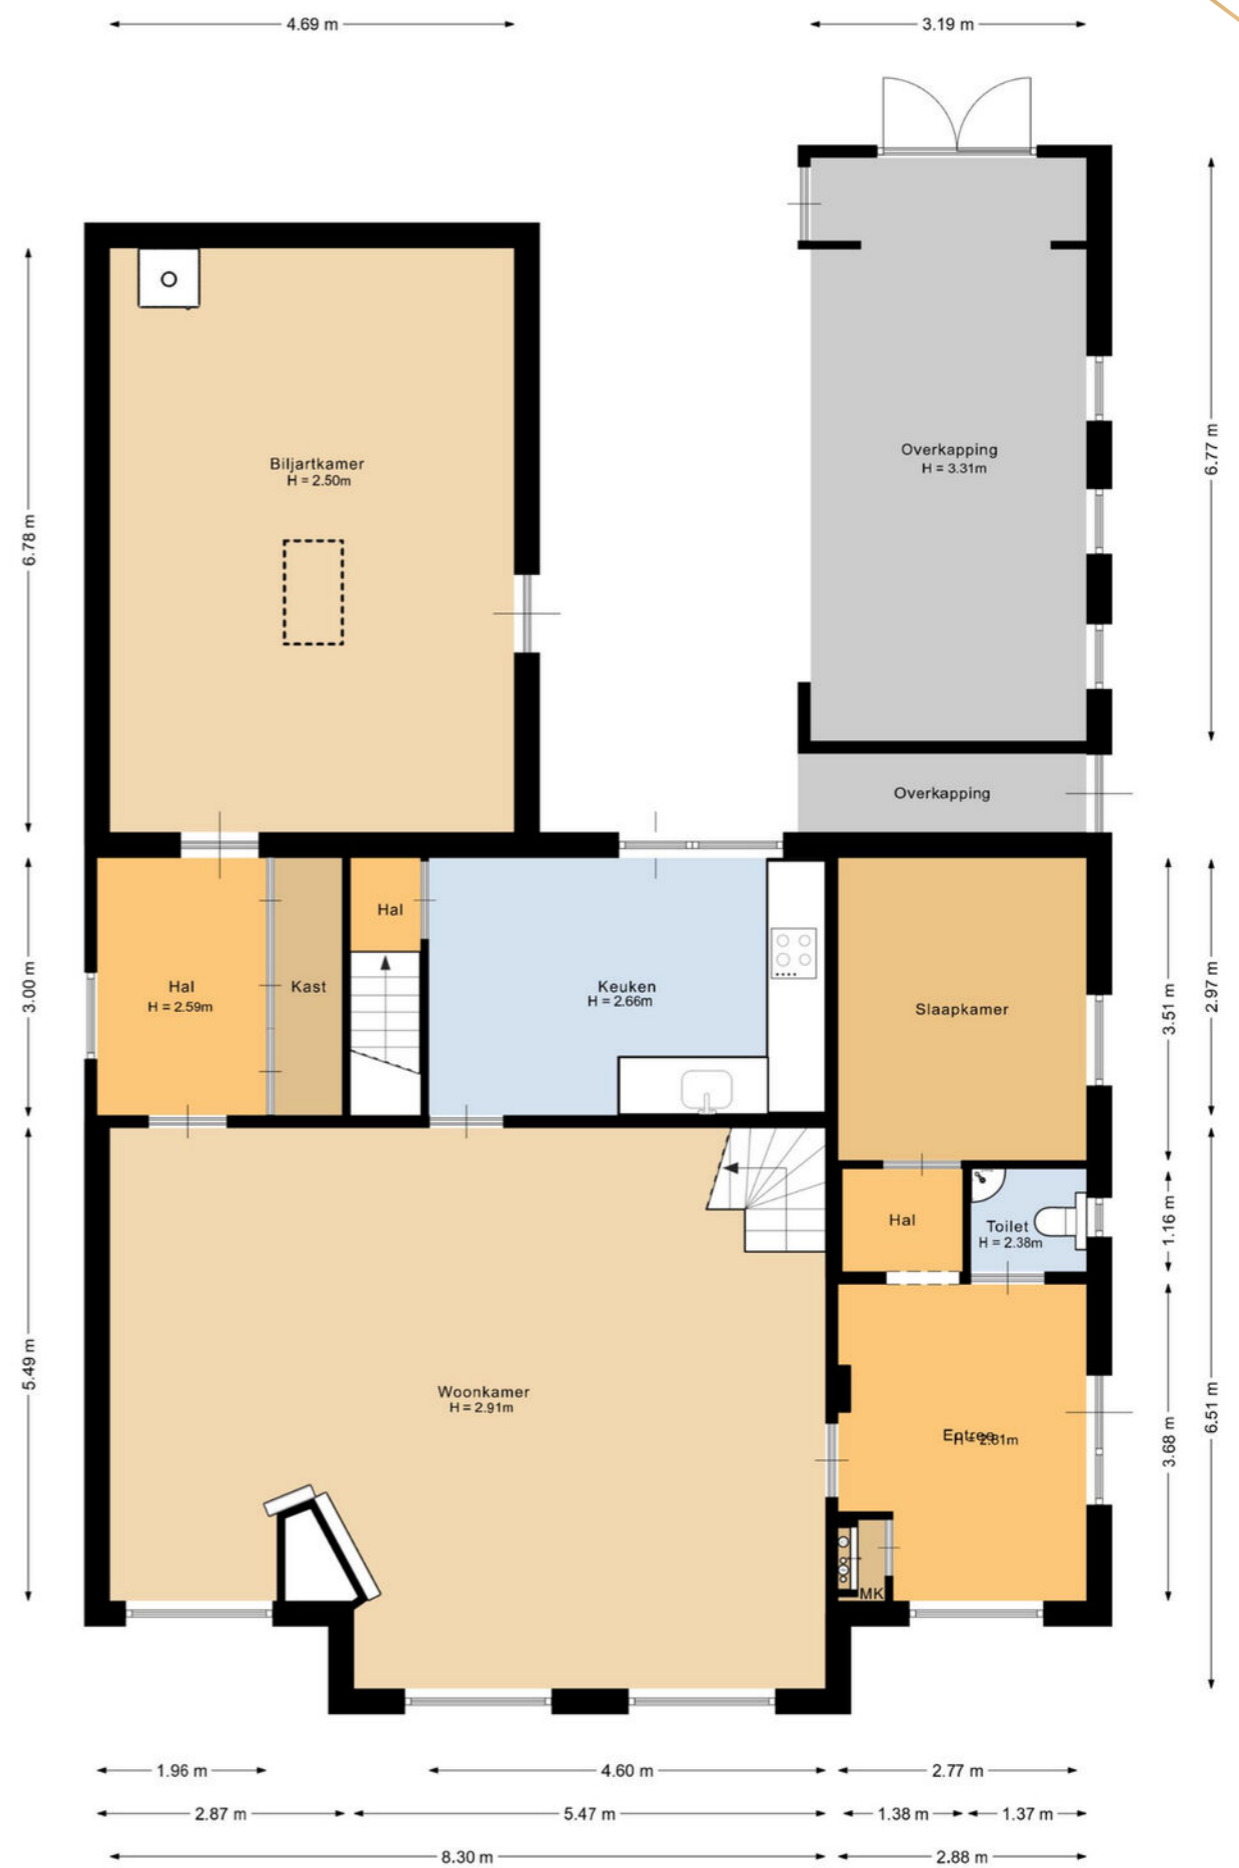 4.69 m
3.19 m
Biljartkamer
H = 2.50m
Overkapping
H = 3.31m
6.78 m
6.77 m
Overkapping
Hal
Hal
H = 2.59m
Kast
Keuken
H = 2.66m
Slaapkamer
3.00 m
3.51 m
2.97 m
Hal
Toilet
H = 2.38m
1.16 m
Woonkamer
H = 2.91m
Entree
H = 2.81m
5.49 m
3.68 m
6.51 m
MK
1.96 m
4.60 m
2.77 m
2.87 m
5.47 m
1.38 m
1.37 m
8.30 m
2.88 m